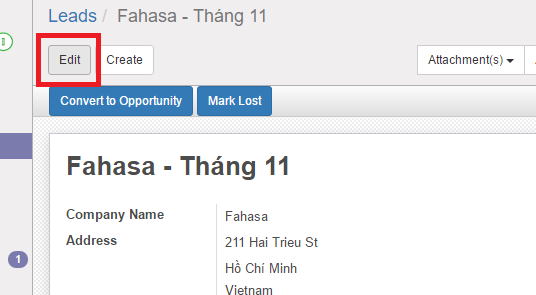 Leads / Fahasa - Tháng 11
Edit Create Attachment(s)
Convert to Opportunity Mark Lost
Fahasa - Tháng 11
Company Name Fahasa
Address 211 Hai Trieu St
Hồ Chí Minh
1
Vietnam